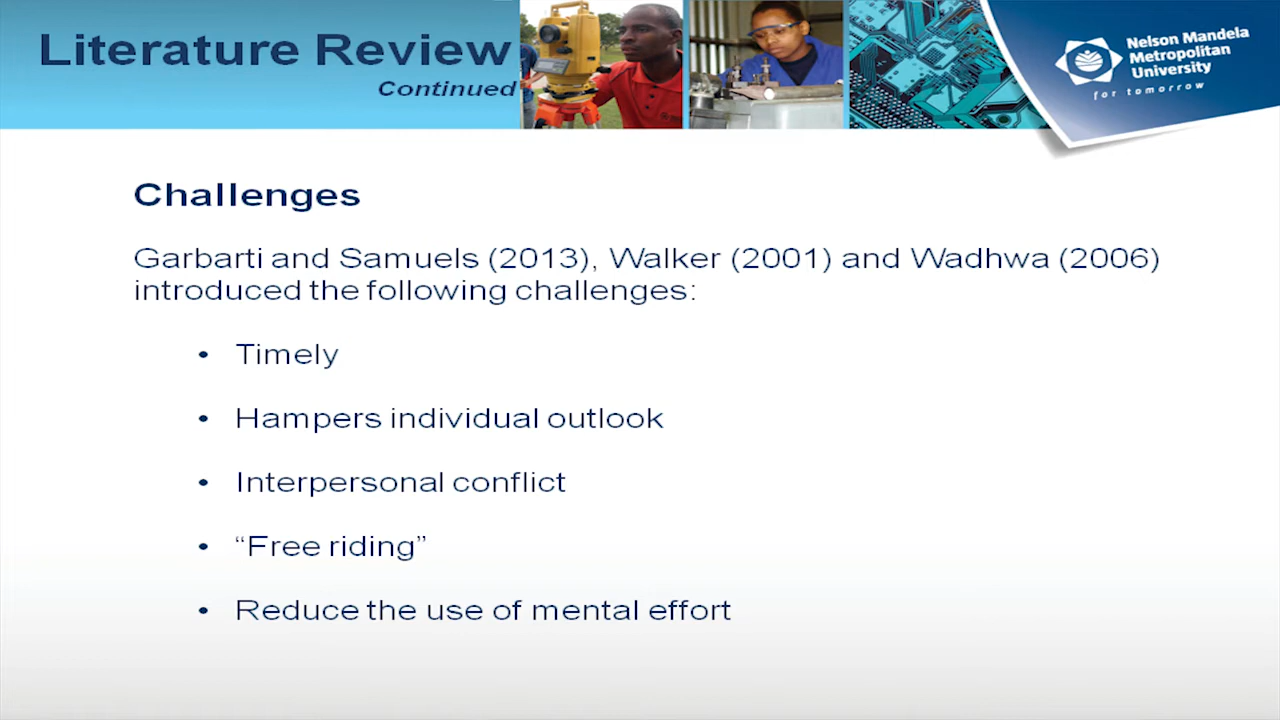 Literature Review
Continued
Nelson Mandela
Metropolitan
University
for tomorrow
Challenges
Garbarti and Samuels (2013), Walker (2001) and Wadhwa (2006)
introduced the following challenges:
• Timely
• Hampers individual outlook
• Interpersonal conflict
• “Free riding”
• Reduce the use of mental effort